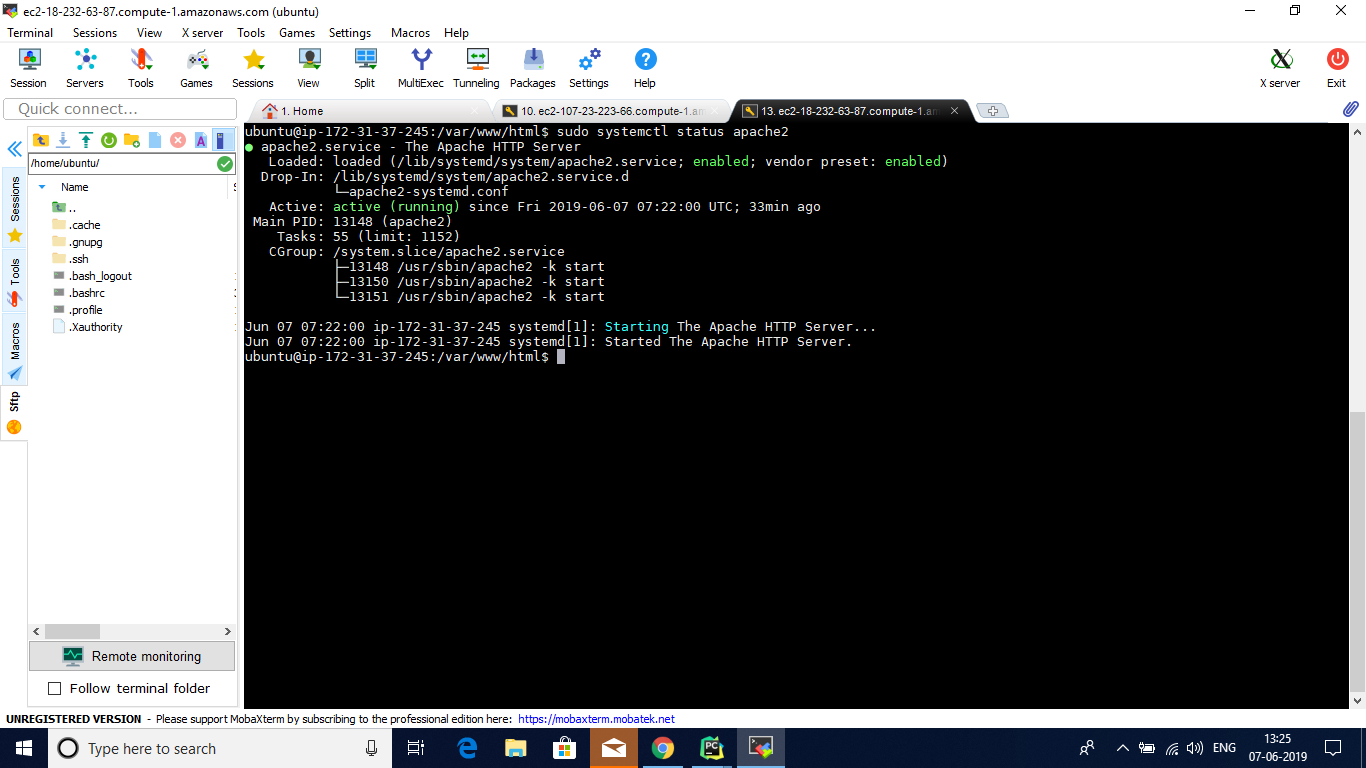 ec2-18-232-63-87.compute-1.amazonaws.com (ubuntu)
Terminal Sessions View X server Tools Games Settings Macros Help
Session Servers Tools Games Sessions View Split MultiExec Tunneling Packages Settings Help X server Exit
Quick connect...
1. Home 10. ec2-107-23-223-66.compute-1.am 13. ec2-18-232-63-87.compute-1.am
/home/ubuntu/
Name
..
.cache
.gnupg
.ssh
.bash_logout
.bashrc
.profile
.Xauthority
Sessions
Tools
Macros
Sftp
Remote monitoring
Follow terminal folder
ubuntu@ip-172-31-37-245:/var/www/html$ sudo systemctl status apache2
● apache2.service - The Apache HTTP Server
Loaded: loaded (/lib/systemd/system/apache2.service; enabled; vendor preset: enabled)
Drop-In: /lib/systemd/system/apache2.service.d
└─apache2-systemd.conf
Active: active (running) since Fri 2019-06-07 07:22:00 UTC; 33min ago
Main PID: 13148 (apache2)
Tasks: 55 (limit: 1152)
CGroup: /system.slice/apache2.service
├─13148 /usr/sbin/apache2 -k start
├─13150 /usr/sbin/apache2 -k start
└─13151 /usr/sbin/apache2 -k start
Jun 07 07:22:00 ip-172-31-37-245 systemd[1]: Starting The Apache HTTP Server...
Jun 07 07:22:00 ip-172-31-37-245 systemd[1]: Started The Apache HTTP Server.
ubuntu@ip-172-31-37-245:/var/www/html$
UNREGISTERED VERSION - Please support MobaXterm by subscribing to the professional edition here: https://mobaxterm.mobatek.net
Type here to search
ENG
13:25
07-06-2019